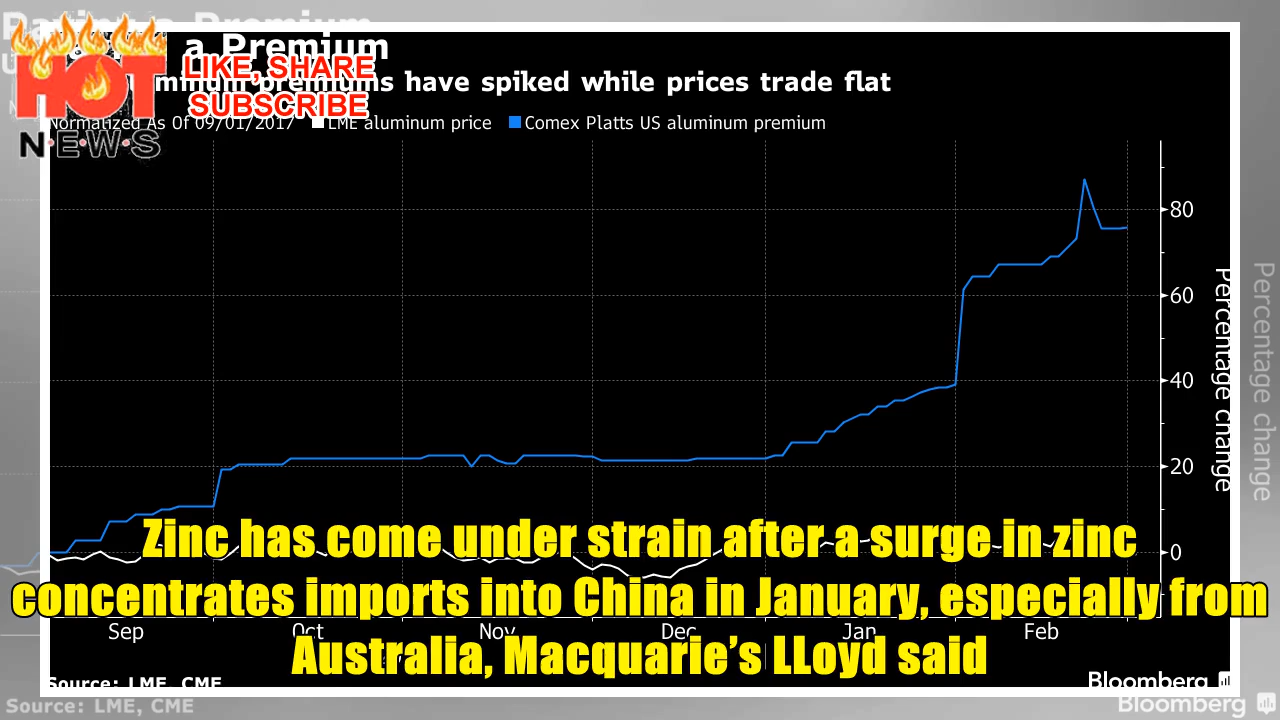 a Premium
HOT
NEWS
LIKE, SHARE
SUBSCRIBE
premiums have spiked while prices trade flat
Normalized As Of 09/01/2017 LME aluminum price Comex Platts US aluminum premium
80
60
40
20
0
Percentage change
Percentage change
Zinc has come under strain after a surge in zinc
concentrates imports into China in January, especially from
Australia, Macquarie’s LLoyd said
Sep Oct Nov Dec Jan Feb
Source: LME, CME
Bloomberg
Source: LME, CME
Bloomberg